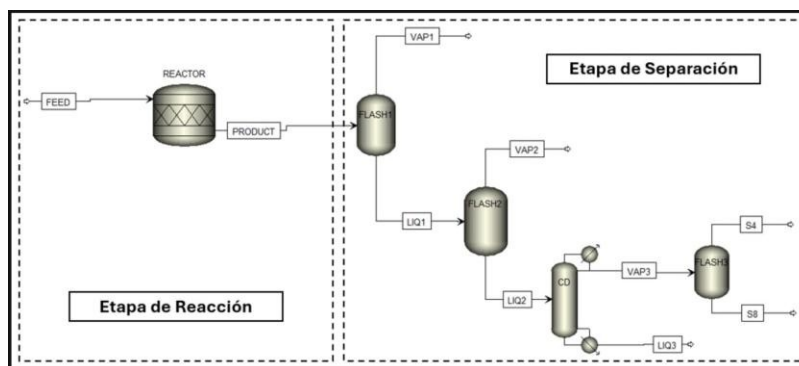 VAP1
Etapa de Separación
REACTOR
FEED
FLASH1
PRODUCT
VAP2
FLASH2
LIQ1
S4
VAP3
FLASH3
CD
LIQ2
Etapa de Reacción
S8
LIQ3